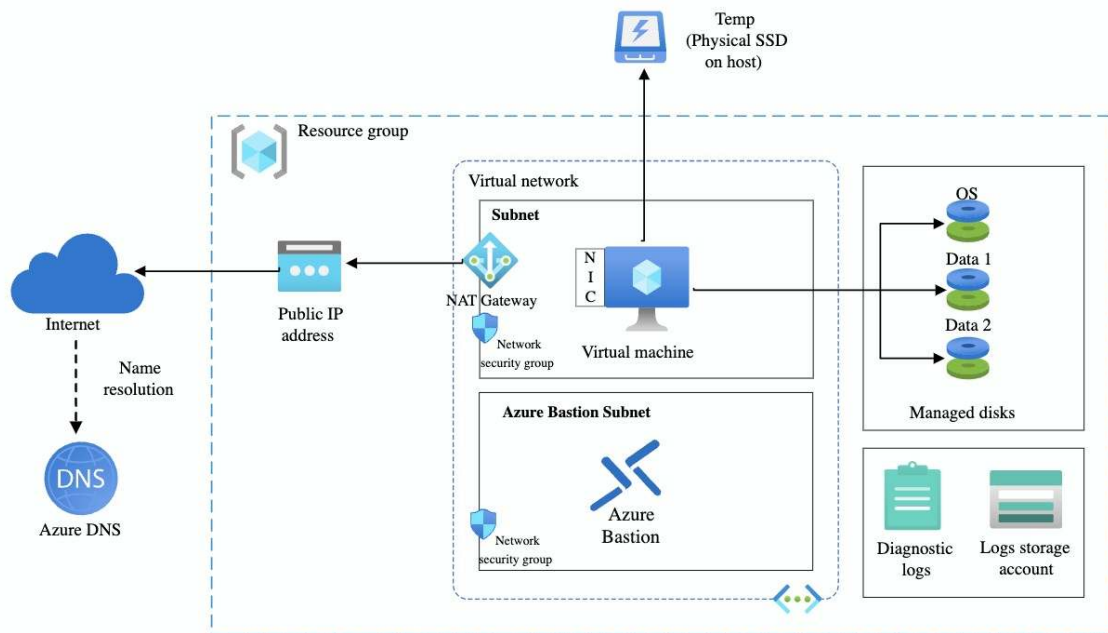 Temp
(Physical SSD
on host)
Resource group
Virtual network
Subnet
NAT Gateway
Network
security group
N
I
C
Virtual machine
OS
Data 1
Data 2
Managed disks
Public IP
address
Internet
Name
resolution
DNS
Azure DNS
Azure Bastion Subnet
Azure
Bastion
Network
security group
Diagnostic
logs
Logs storage
account